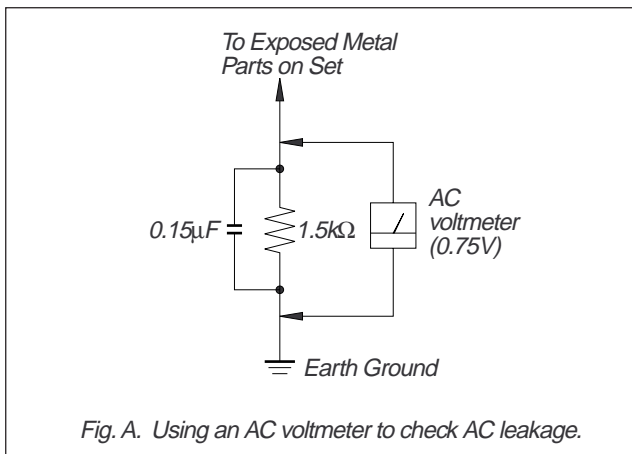 To Exposed Metal
Parts on Set
0.15μF
1.5kΩ
AC
voltmeter
(0.75V)
Earth Ground
Fig. A. Using an AC voltmeter to check AC leakage.